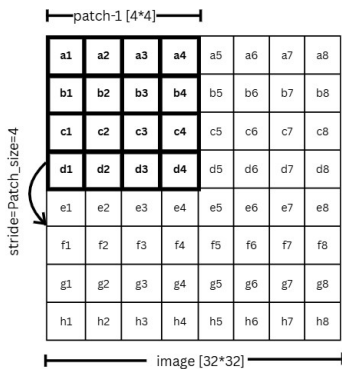 patch-1 [4*4]
a1 a2 a3 a4 a5 a6 a7 a8
b1 b2 b3 b4 b5 b6 b7 b8
c1 c2 c3 c4 c5 c6 c7 c8
d1 d2 d3 d4 d5 d6 d7 d8
e1 e2 e3 e4 e5 e6 e7 e8
f1 f2 f3 f4 f5 f6 f7 f8
g1 g2 g3 g4 g5 g6 g7 g8
h1 h2 h3 h4 h5 h6 h7 h8
stride=Patch_size=4
image [32*32]